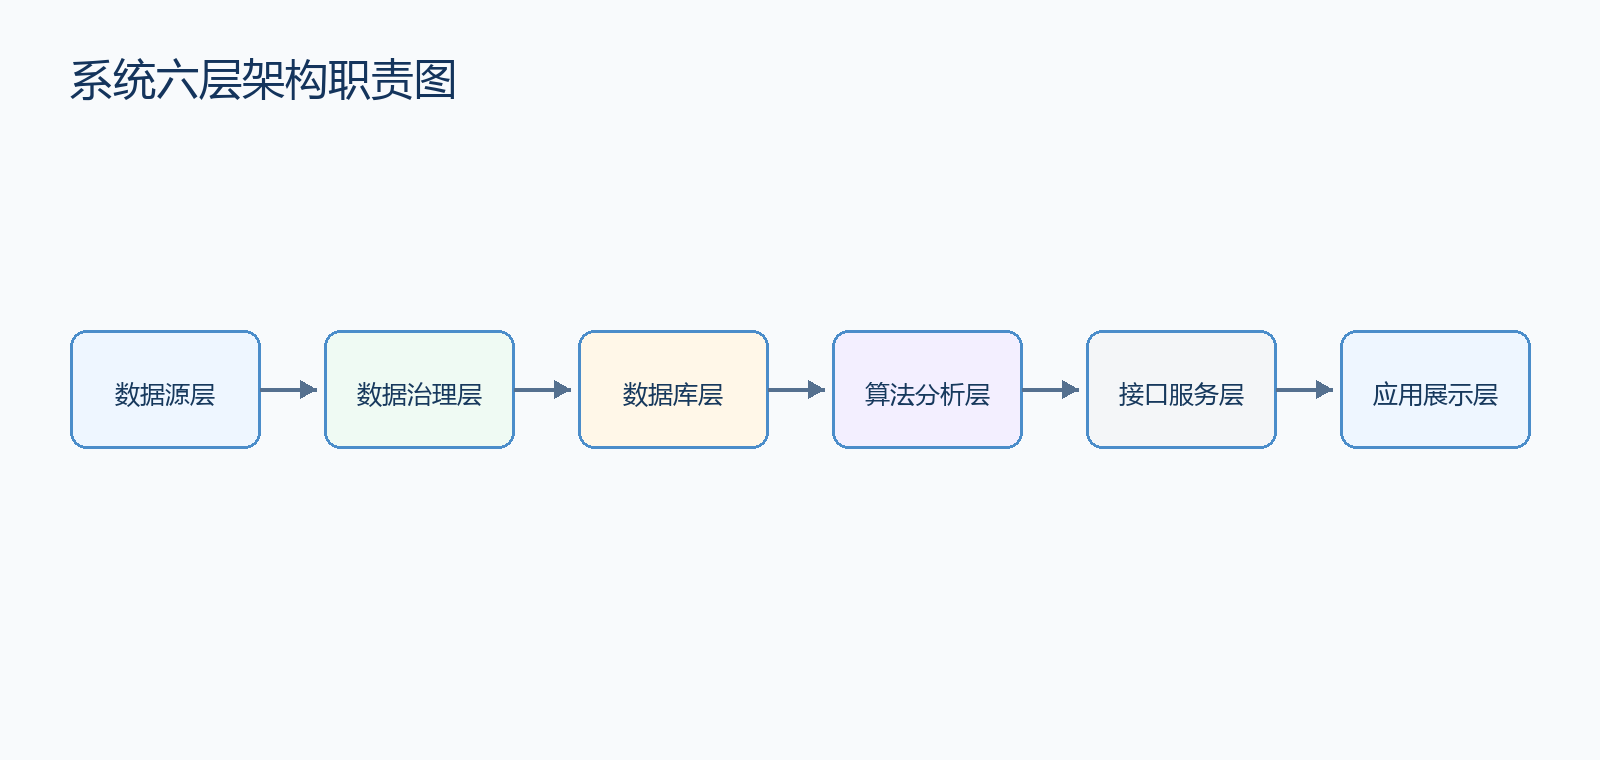 系统六层架构职责图
数据源层
数据治理层
数据库层
算法分析层
接口服务层
应用展示层